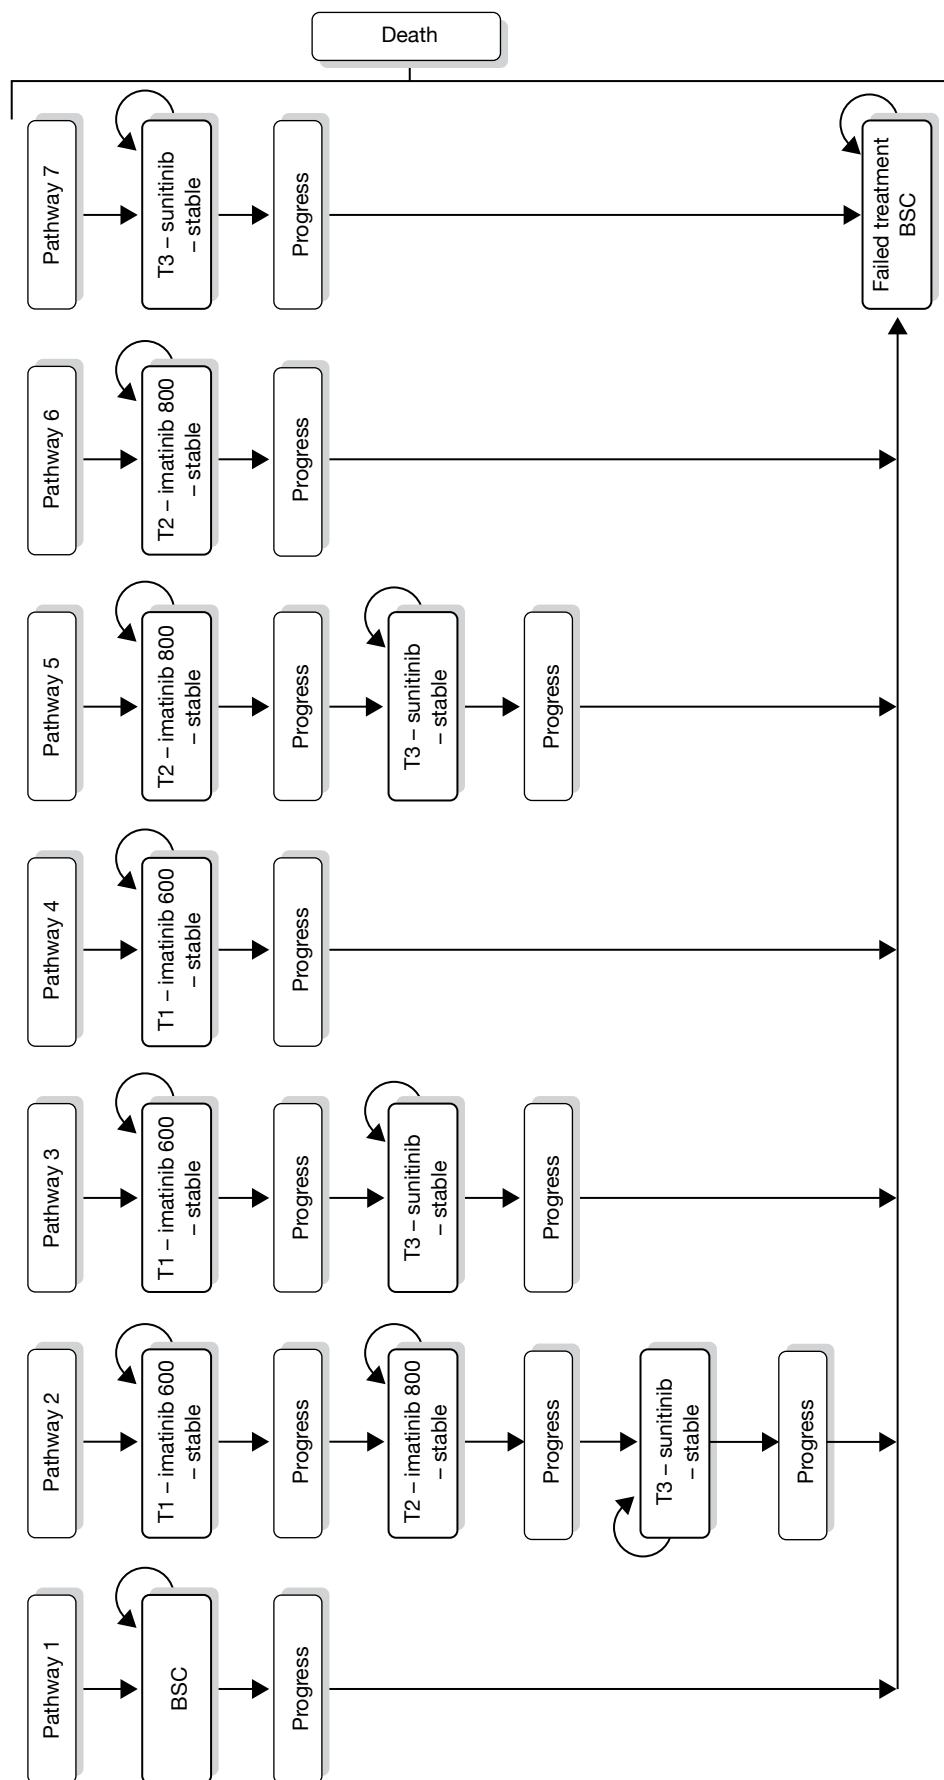 Death
Pathway 7
T3 – sunitinib
– stable
Progress
Failed treatment
BSC
Pathway 6
T2 – imatinib 800
– stable
Progress
Pathway 5
T2 – imatinib 800
– stable
Progress
T3 – sunitinib
– stable
Progress
Pathway 4
T1 – imatinib 600
– stable
Progress
Pathway 3
T1 – imatinib 600
– stable
Progress
T3 – sunitinib
– stable
Progress
Pathway 2
T1 – imatinib 600
– stable
Progress
T2 – imatinib 800
– stable
Progress
T3 – sunitinib
– stable
Progress
Pathway 1
BSC
Progress